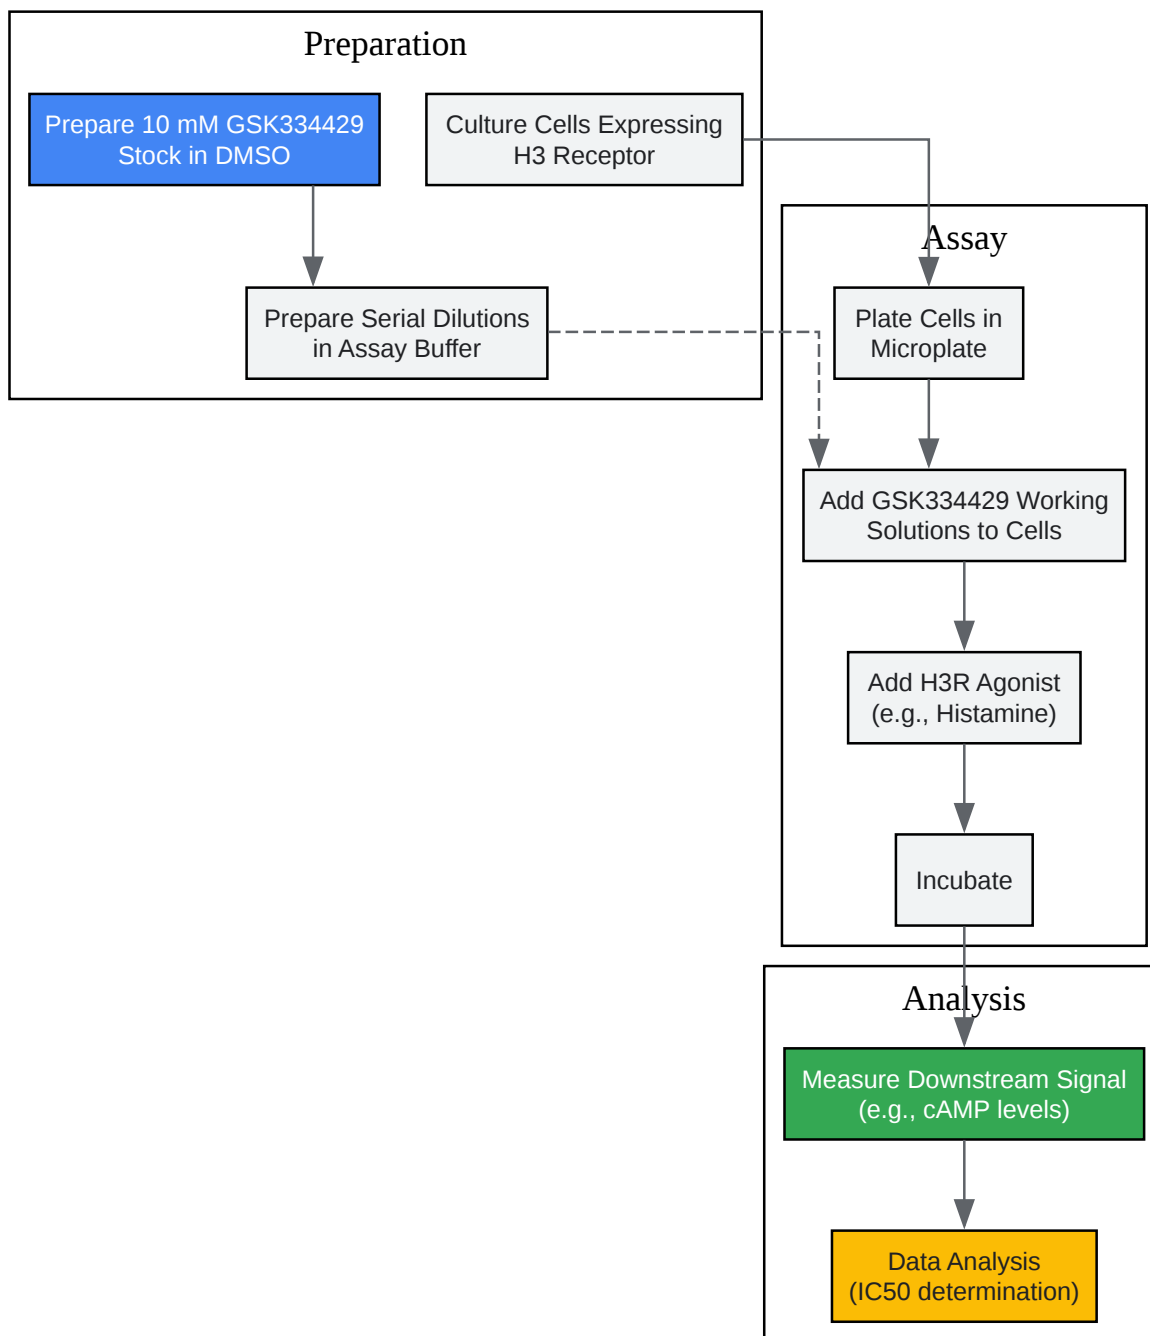 Preparation
Prepare 10 mM GSK334429
Stock in DMSO
Culture Cells Expressing
H3 Receptor
Prepare Serial Dilutions
in Assay Buffer
Assay
Plate Cells in
Microplate
Add GSK334429 Working
Solutions to Cells
Add H3R Agonist
(e.g., Histamine)
Incubate
Analysis
Measure Downstream Signal
(e.g., cAMP levels)
Data Analysis
(IC50 determination)